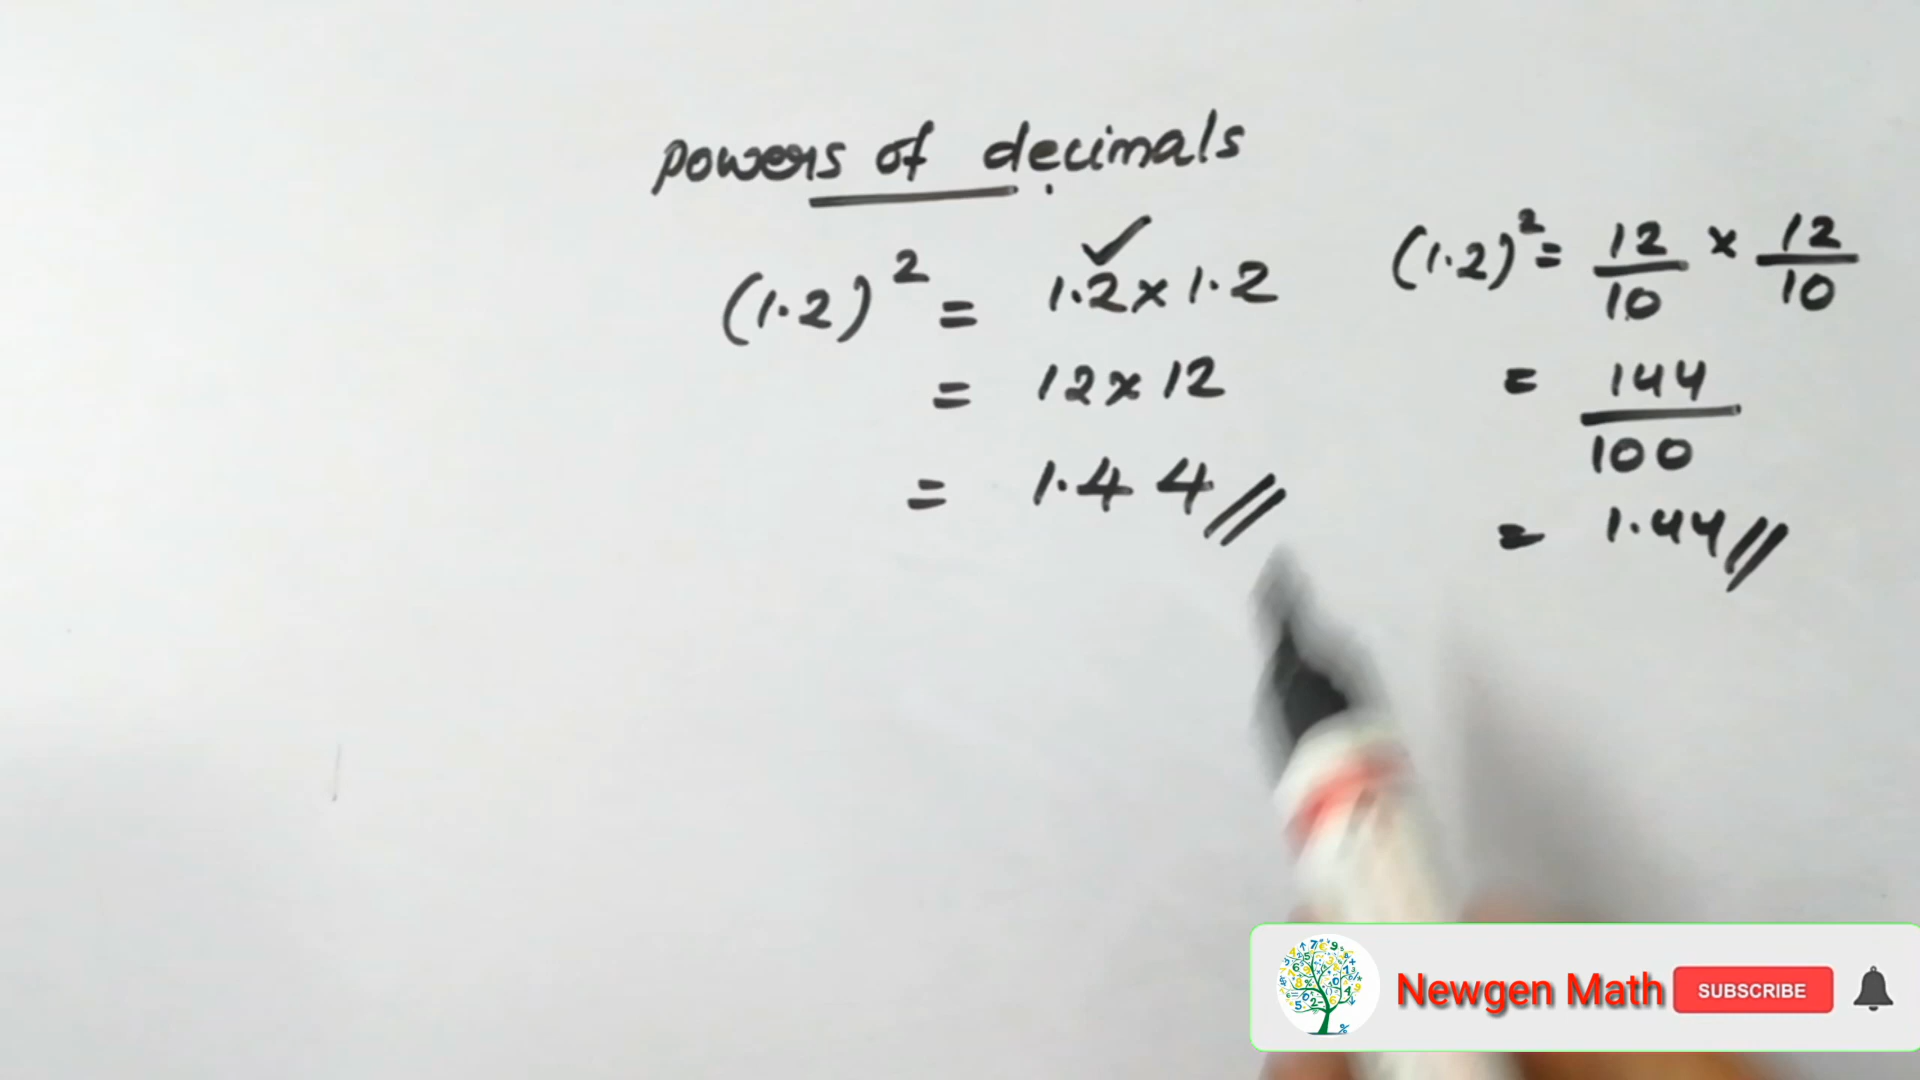 powers of decimals
(1.2)² = 1.2 × 1.2
= 12 × 12
= 1.44 //
(1.2)² = 12/10 × 12/10
= 144/100
= 1.44 //
Newgen Math SUBSCRIBE